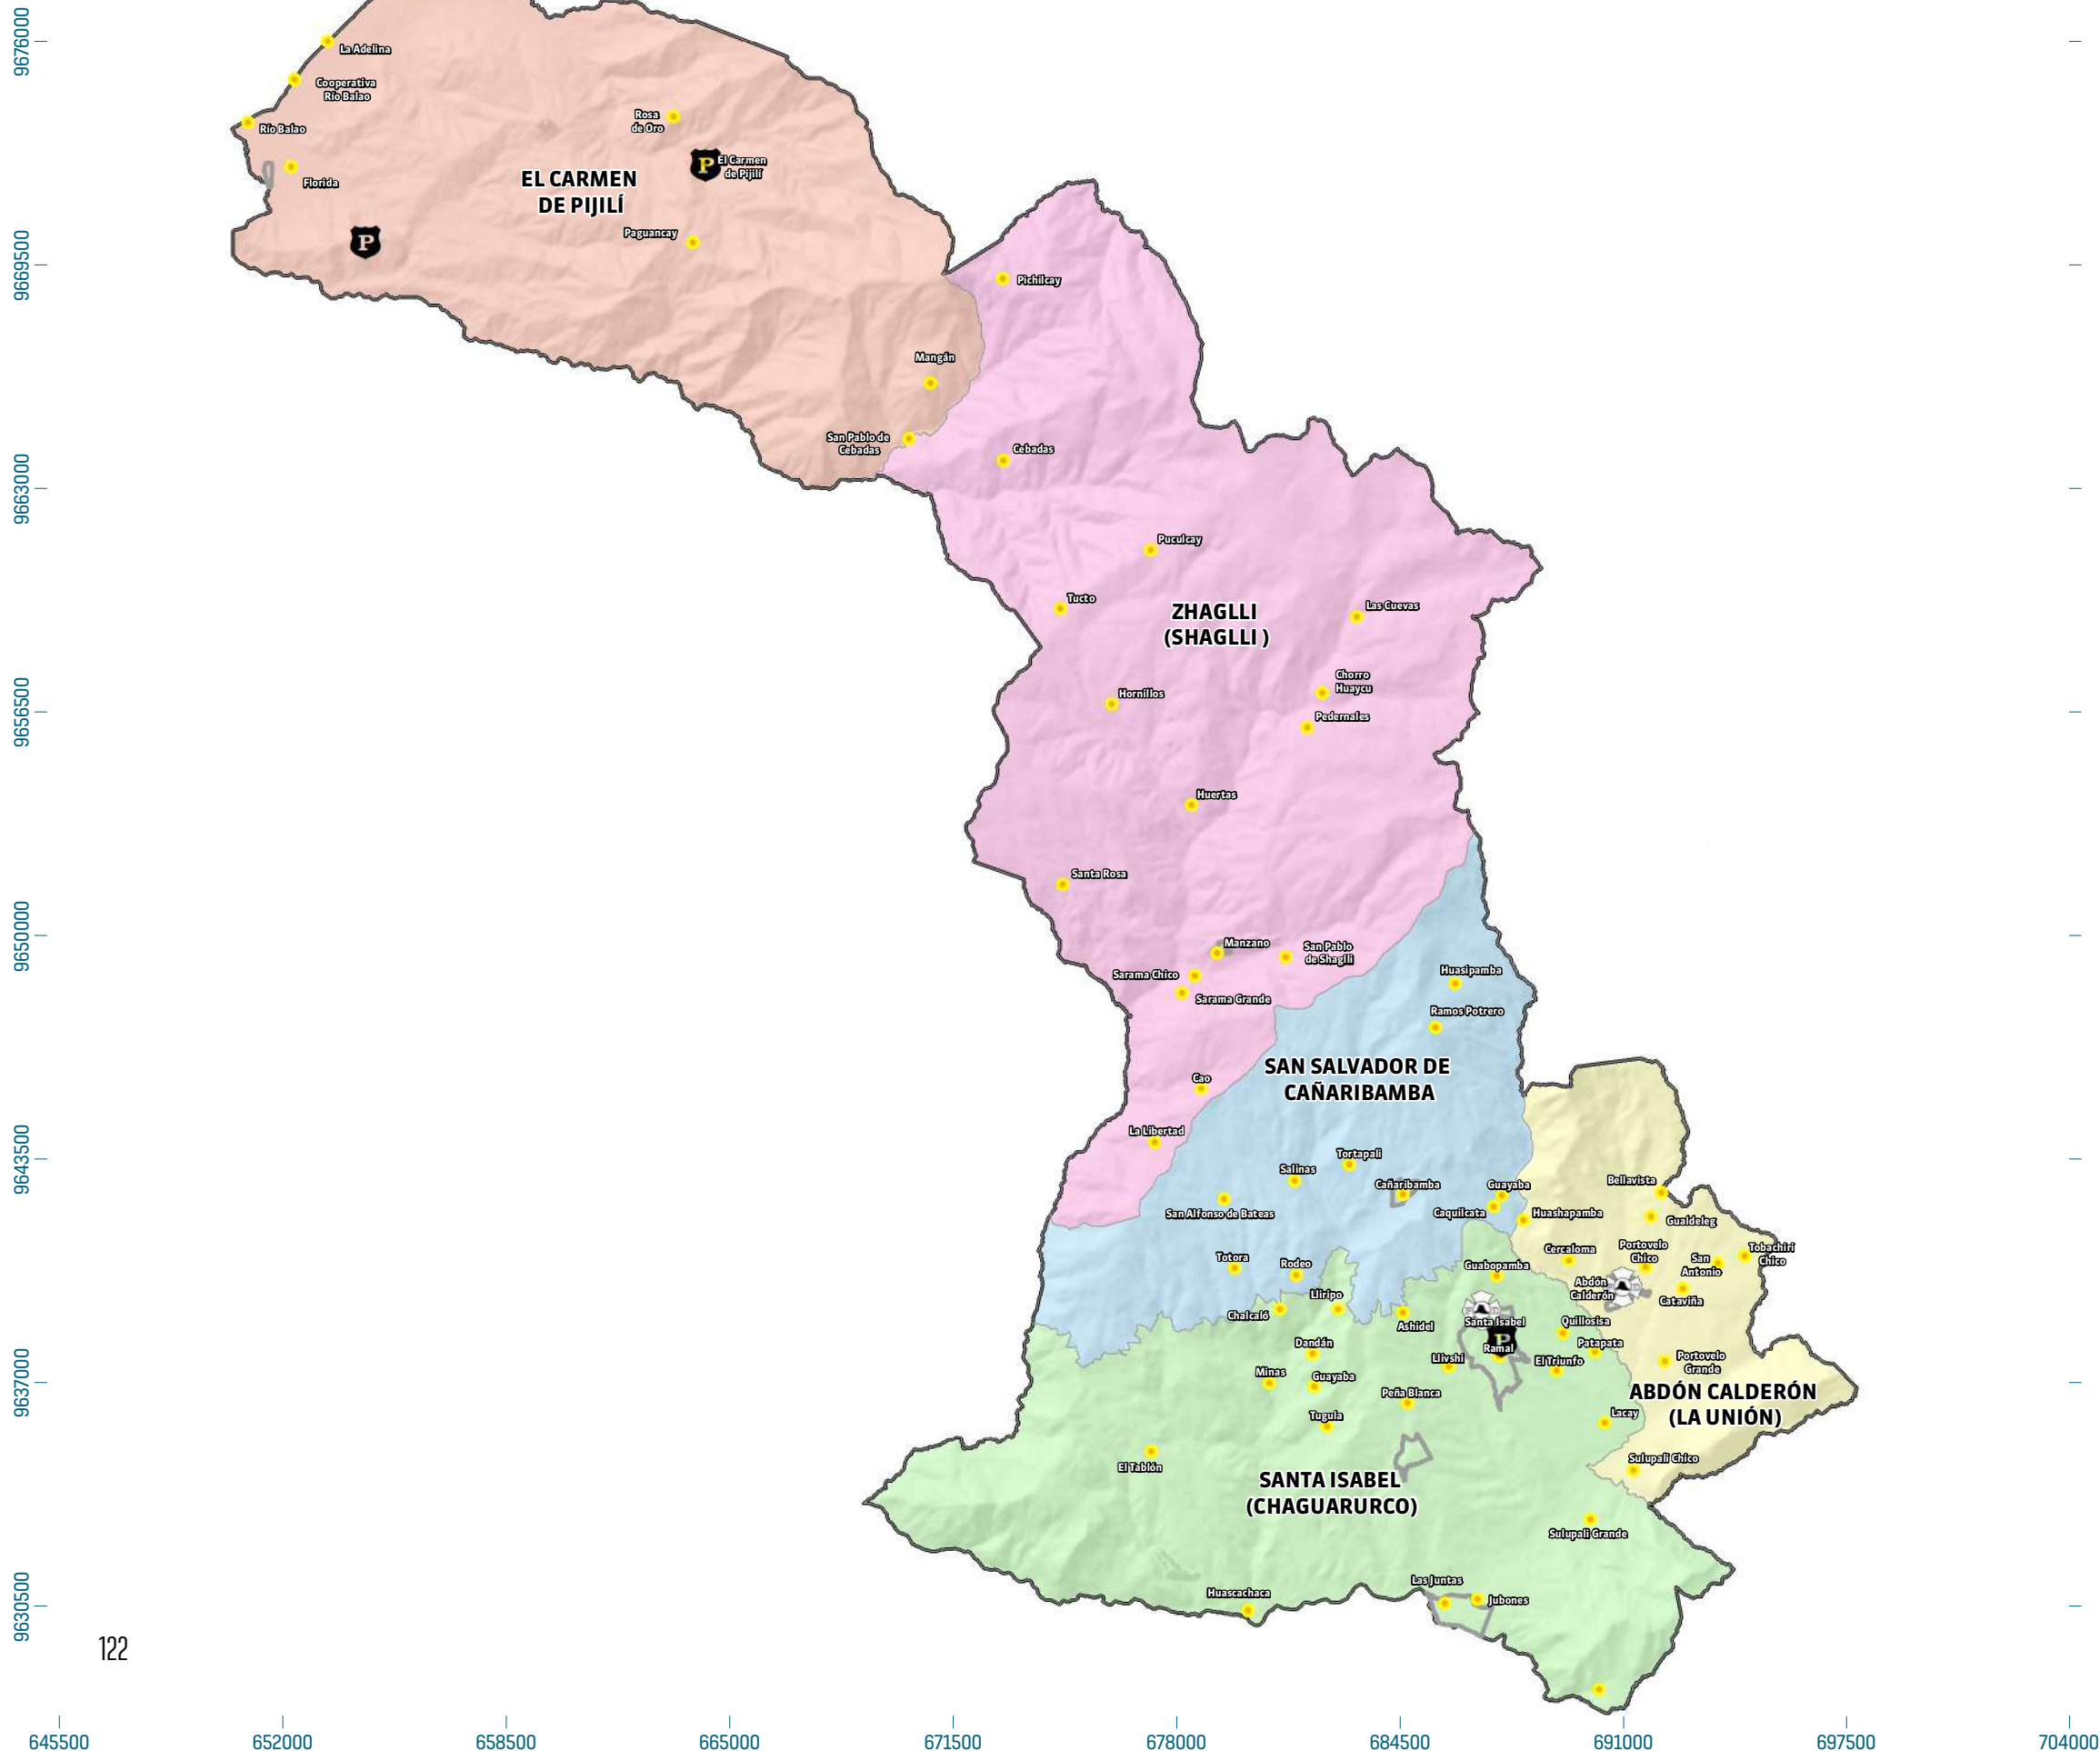 9676000
La Adelina
Cooperativa
Río Balao
Río Balao
Rosa
de Oro
P
El Carmen
de Pijilí
Florida
EL CARMEN
DE PIJILÍ
Paguancay
P
9669500
Pichilcay
Mangán
San Pablo de
Cebadas
Cebadas
9663000
Puculcay
Tucto
ZHAGLLI
(SHAGLLI )
Las Cuevas
Chorro
Huaycu
Hornillos
Pedernales
9656500
Huertas
Santa Rosa
9650000
Manzano
San Pablo
de Shaglli
Sarama Chico
Sarama Grande
Huasipamba
Ramos Potrero
SAN SALVADOR DE
CAÑARIBAMBA
Cao
La Libertad
9643500
Tortapali
Salinas
Cañaribamba
San Alfonso de Bateas
Guayaba
Caquilcata
Huashapamba
Bellavista
Gualdeleg
Totora
Rodeo
Guabopamba
Cercaloma
Portovelo
Chico
San
Antonio
Tobachirí
Chico
Abdón
Calderón
Cataviña
Lliripo
Chalcaló
Ashidel
Santa Isabel
P
Ramal
Quillosisa
Patapata
Dandán
Llivshi
El Triunfo
Portovelo
Grande
9637000
Minas
Guayaba
Peña Blanca
ABDÓN CALDERÓN
(LA UNIÓN)
Tugula
Lacay
El Tablón
Sulupali Chico
SANTA ISABEL
(CHAGUARURCO)
Sulupali Grande
Las Juntas
Huascachaca
Jubones
9630500
122
645500
652000
658500
665000
671500
678000
684500
691000
697500
704000